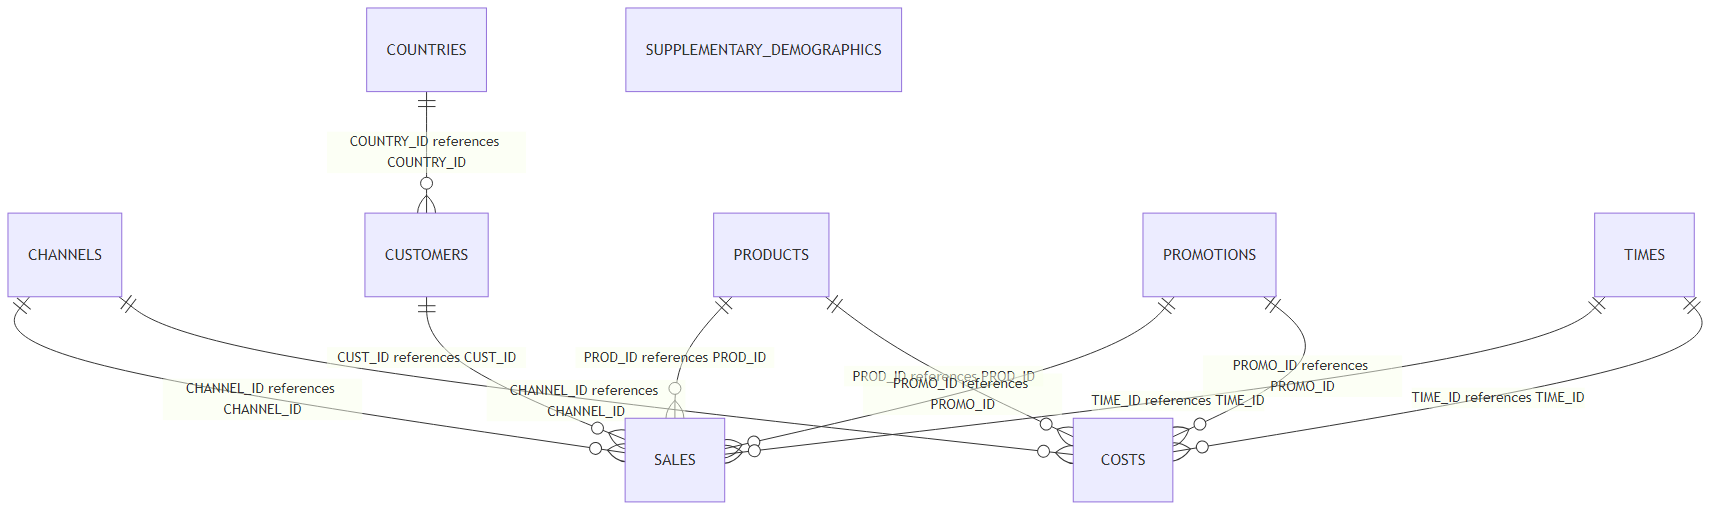 COUNTRIES
SUPPLEMENTARY_DEMOGRAPHICS
COUNTRY_ID references
COUNTRY_ID
CHANNELS
CUSTOMERS
PRODUCTS
PROMOTIONS
TIMES
CUST_ID references CUST_ID
PROD_ID references PROD_ID
PROD_ID references PROD_ID
PROMO_ID references
PROMO_ID
PROMO_ID references
PROMO_ID
CHANNEL_ID references
CHANNEL_ID
CHANNEL_ID references
CHANNEL_ID
TIME_ID references TIME_ID
TIME_ID references TIME_ID
SALES
COSTS